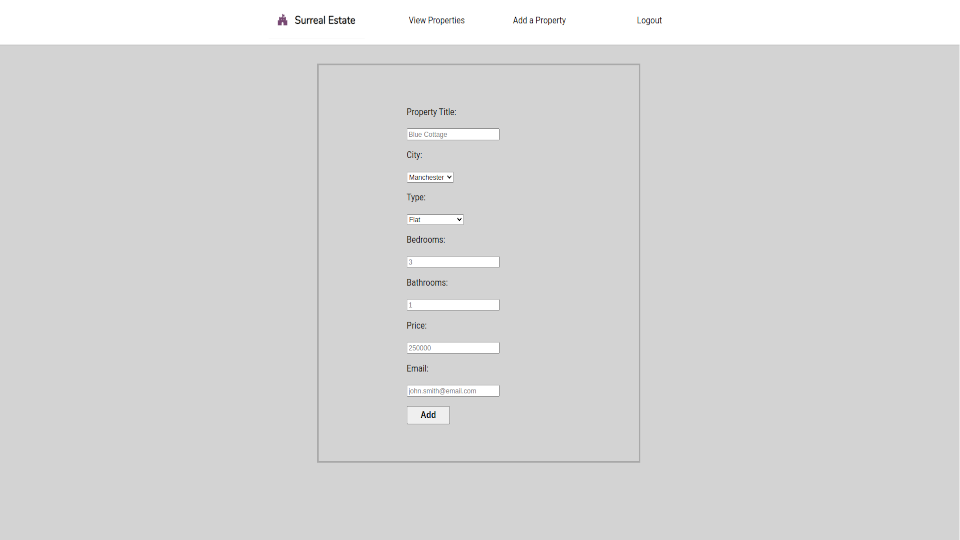 Surreal Estate
View Properties
Add a Property
Logout
Property Title:
Blue Cottage
City:
Manchester
Type:
Flat
Bedrooms:
3
Bathrooms:
1
Price:
250000
Email:
john.smith@email.com
Add